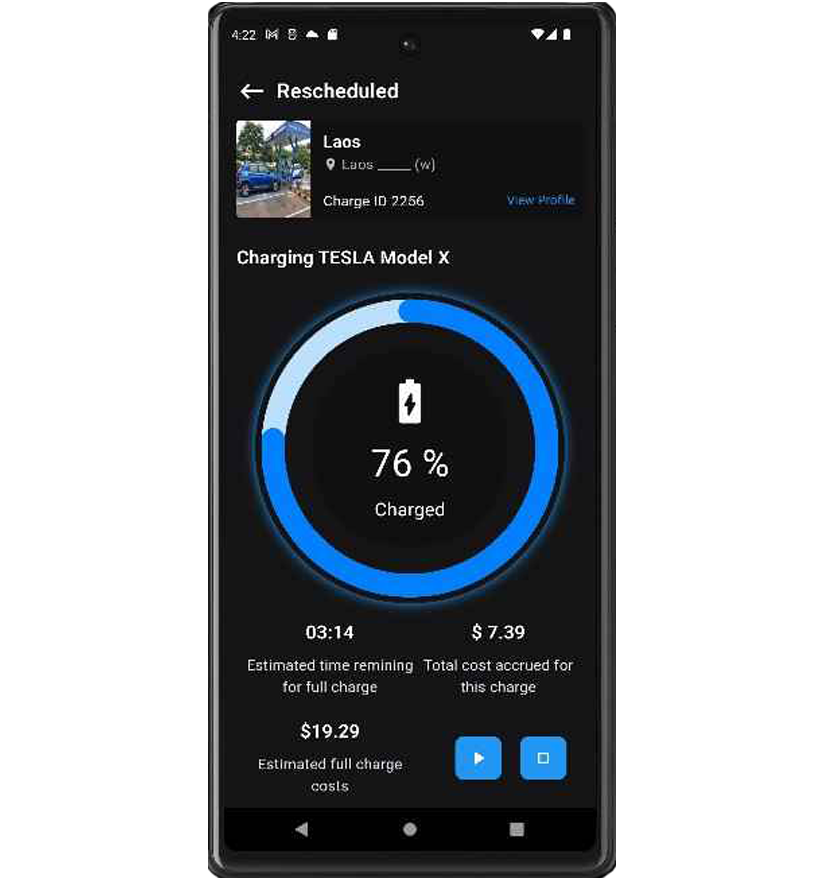 4:22
Rescheduled
Laos
Laos ____ (w)
Charge ID 2256
View Profile
Charging TESLA Model X
76 %
Charged
03:14
Estimated time remining
for full charge
$ 7.39
Total cost accrued for
this charge
$19.29
Estimated full charge
costs